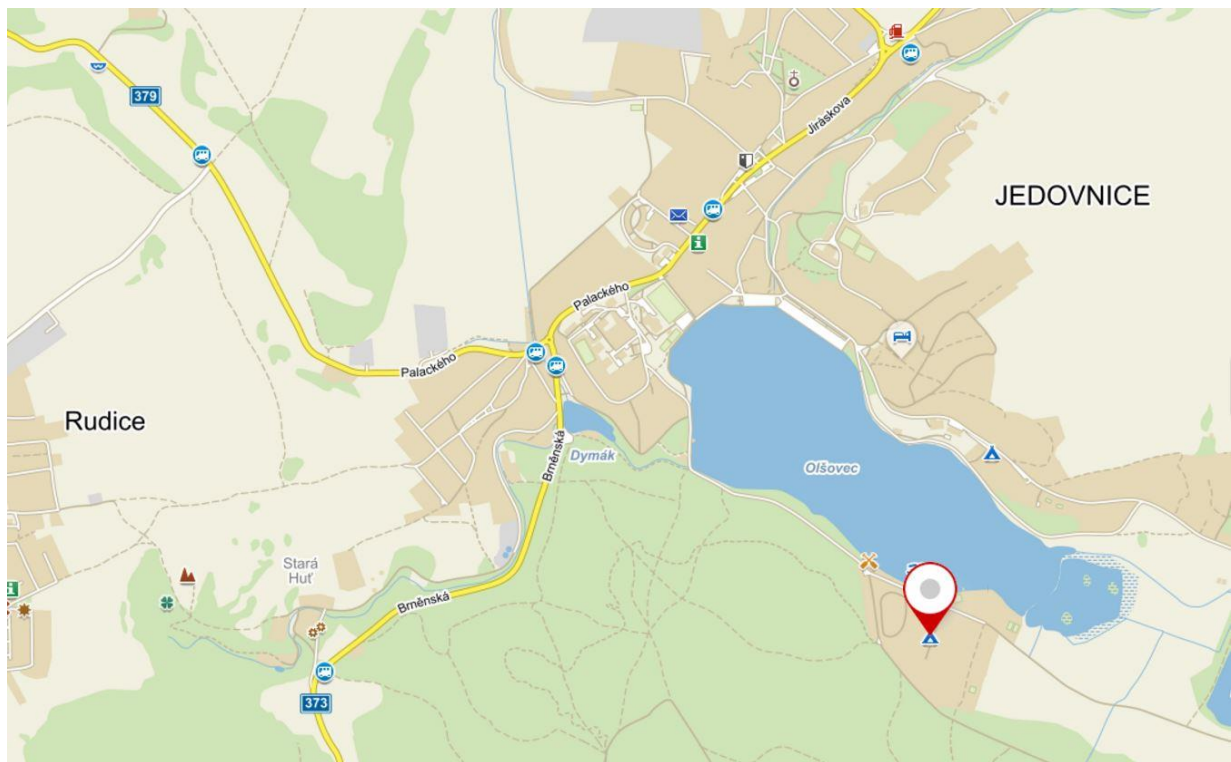 379
Jiráskova
JEDOVNICE
Palackého
Palackého
Rudice
Brněnská
Dymák
Olšovec
Stará
Huť
Brněnská
373